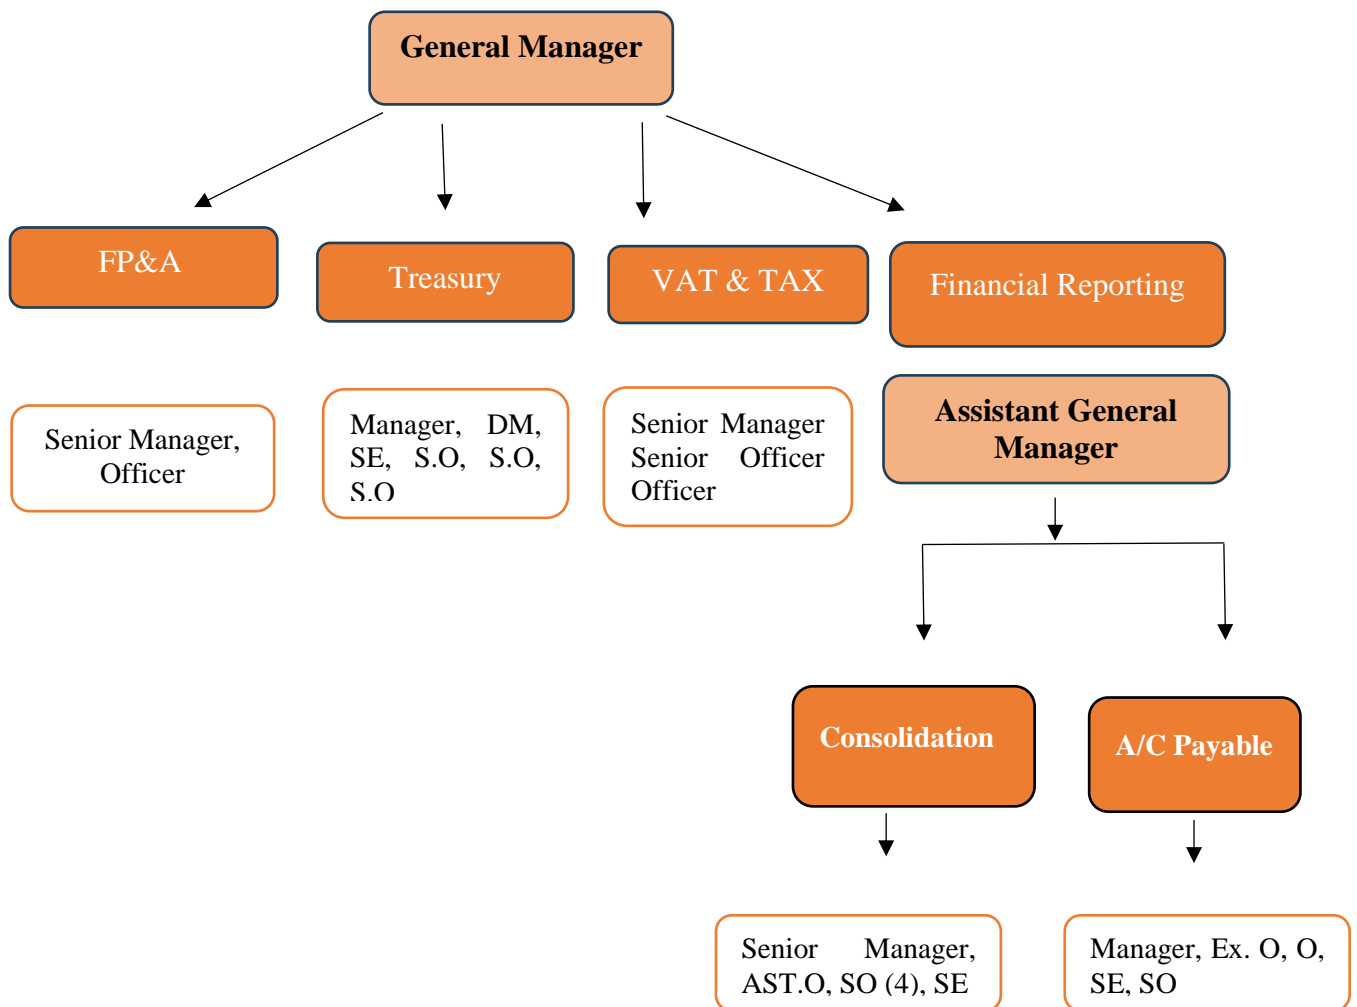 General Manager
FP&A
Treasury
VAT & TAX
Financial Reporting
Senior Manager,
Officer
Manager, DM,
SE, S.O, S.O,
S.O
Senior Manager
Senior Officer
Officer
Assistant General
Manager
Consolidation
A/C Payable
Senior Manager,
AST.O, SO (4), SE
Manager, Ex. O, O,
SE, SO